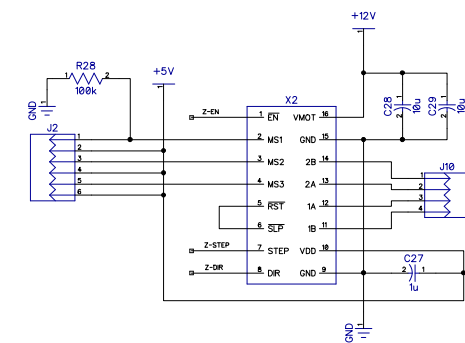 +12V
R28
1 2
100k
+5V
GND
1
C28
1
2
10u
C29
1
2
10u
J2
1
2
3
4
5
6
X2
Z-EN
1 EN VMOT 16
2 MS1 GND 15
3 MS2 2B 14
4 MS3 2A 13
5 RST 1A 12
6 SLP 1B 11
Z-STEP
7 STEP VDD 10
Z-DIR
8 DIR GND 9
J10
1
2
3
4
C27
2 1
1u
GND
1